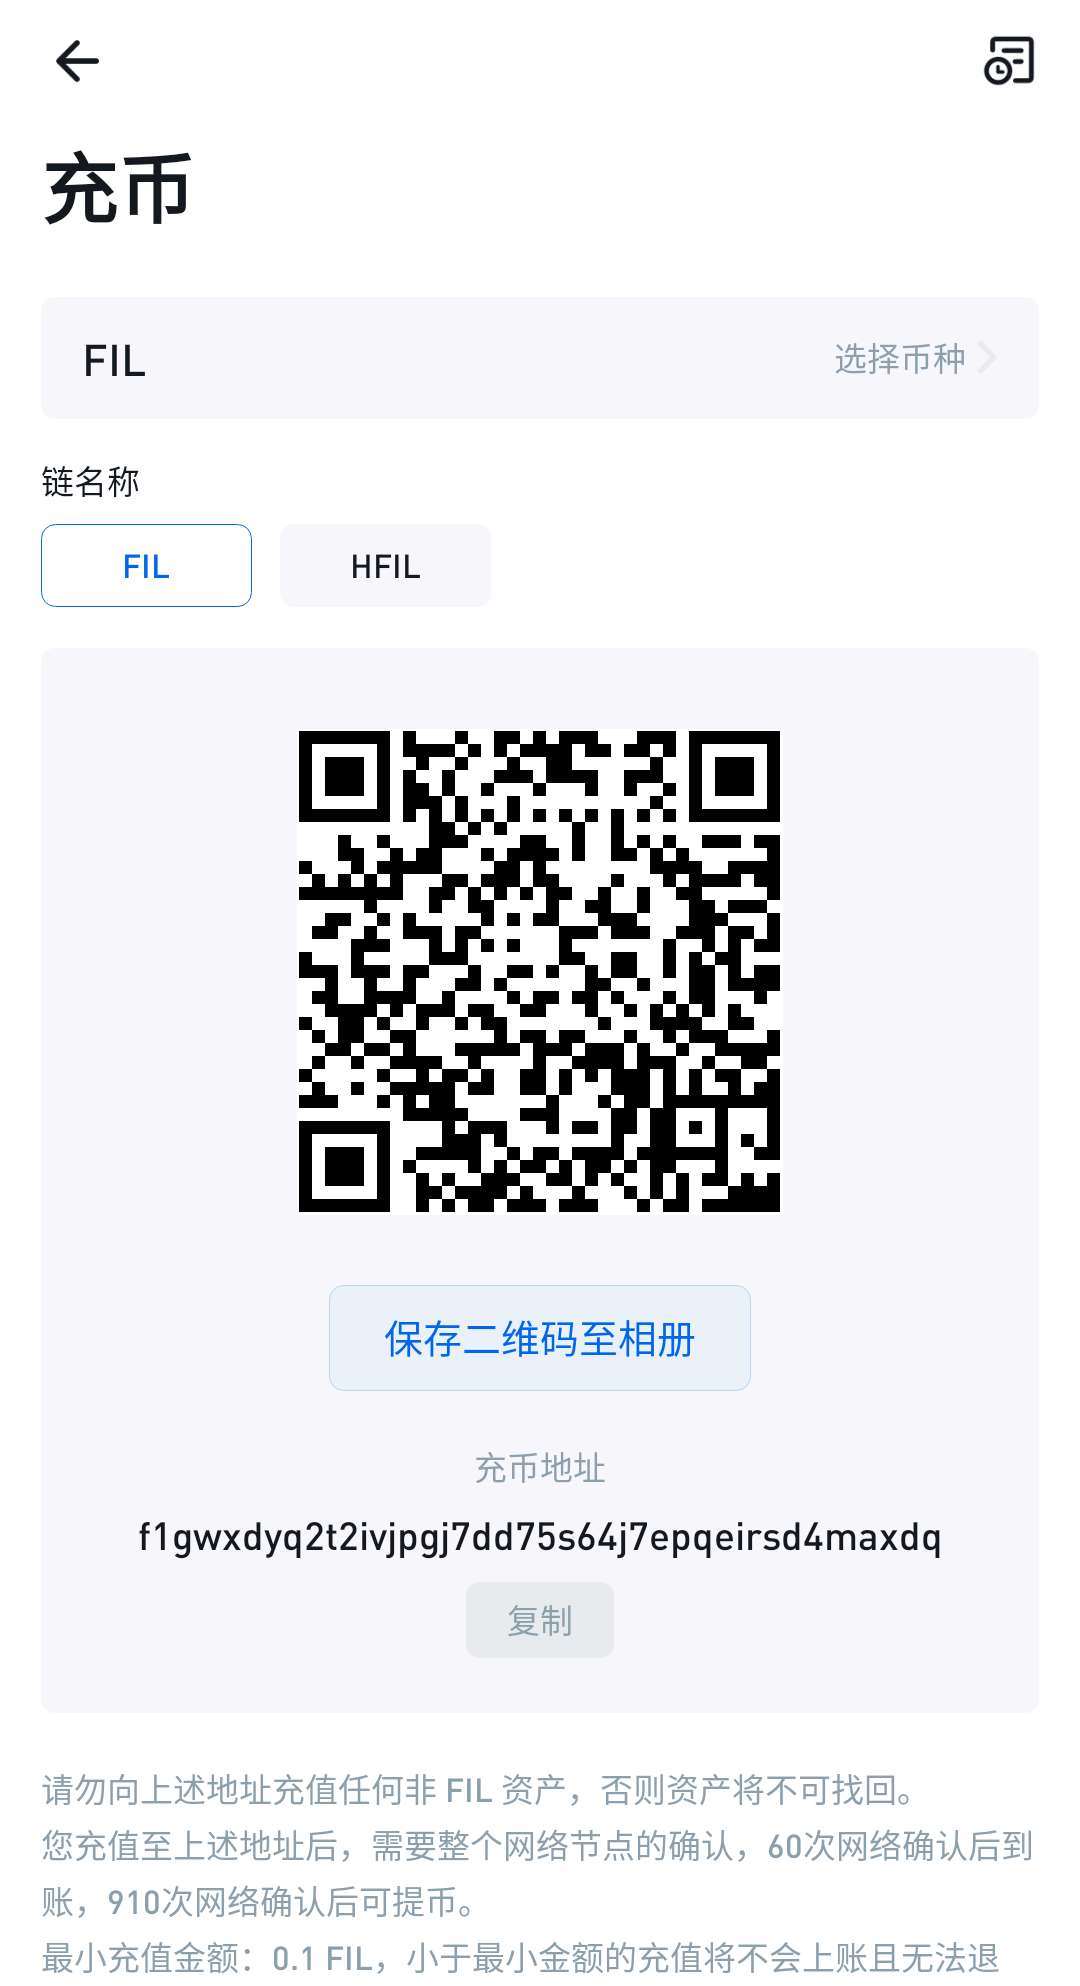 充币
FIL 选择币种
链名称
FIL HFIL
保存二维码至相册
充币地址
f1gwxdyq2t2ivjpgj7dd75s64j7epqeirsd4maxdq
复制
请勿向上述地址充值任何非 FIL 资产，否则资产将不可找回。
您充值至上述地址后，需要整个网络节点的确认，60次网络确认后到
账，910次网络确认后可提币。
最小充值金额：0.1 FIL，小于最小金额的充值将不会上账且无法退